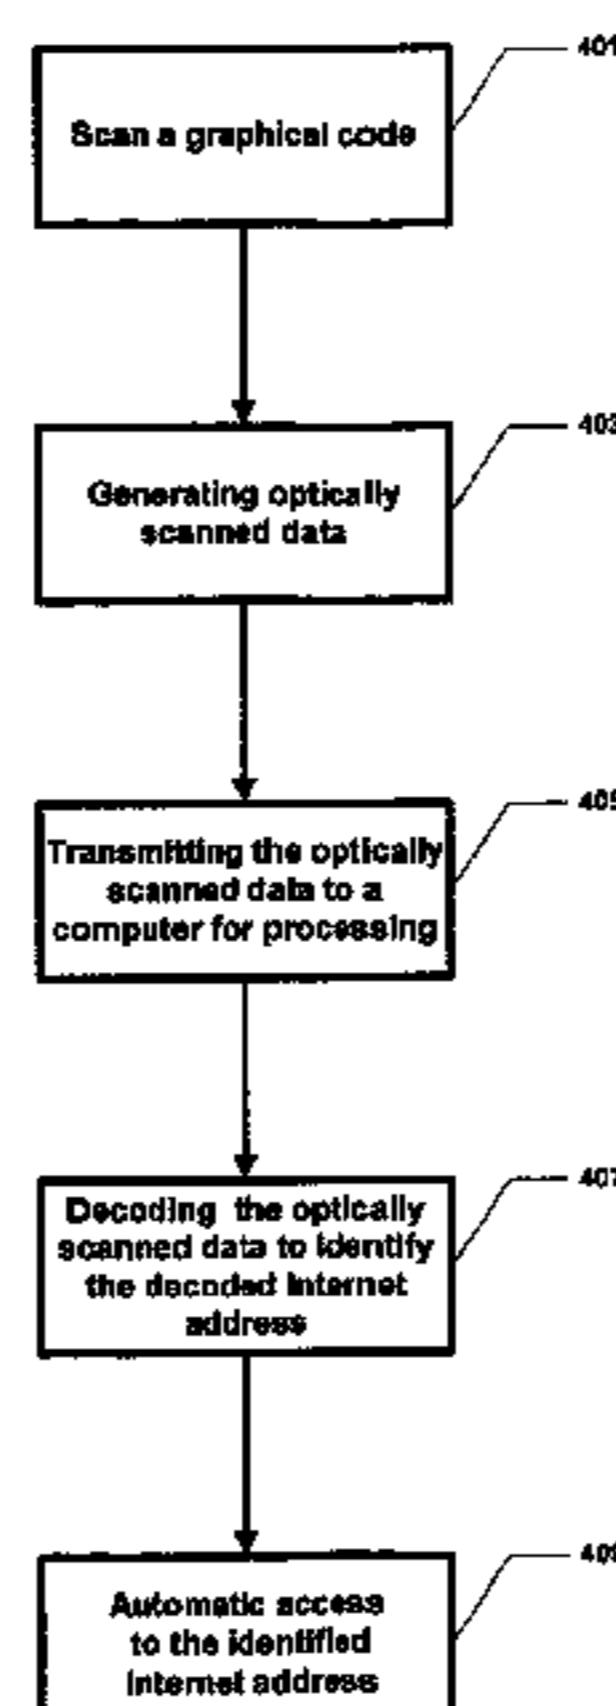 401
Scan a graphical code
403
Generating optically
scanned data
405
Transmitting the optically
scanned data to a
computer for processing
407
Decoding the optically
scanned data to identify
the decoded Internet
address
409
Automatic access
to the identified
Internet address